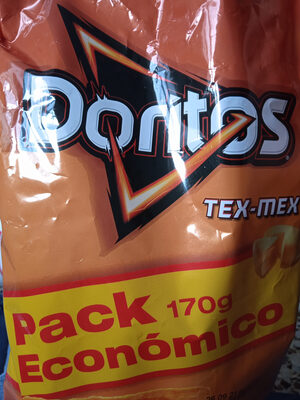 Doritos
TEX-MEX
Pack 170g
Económico